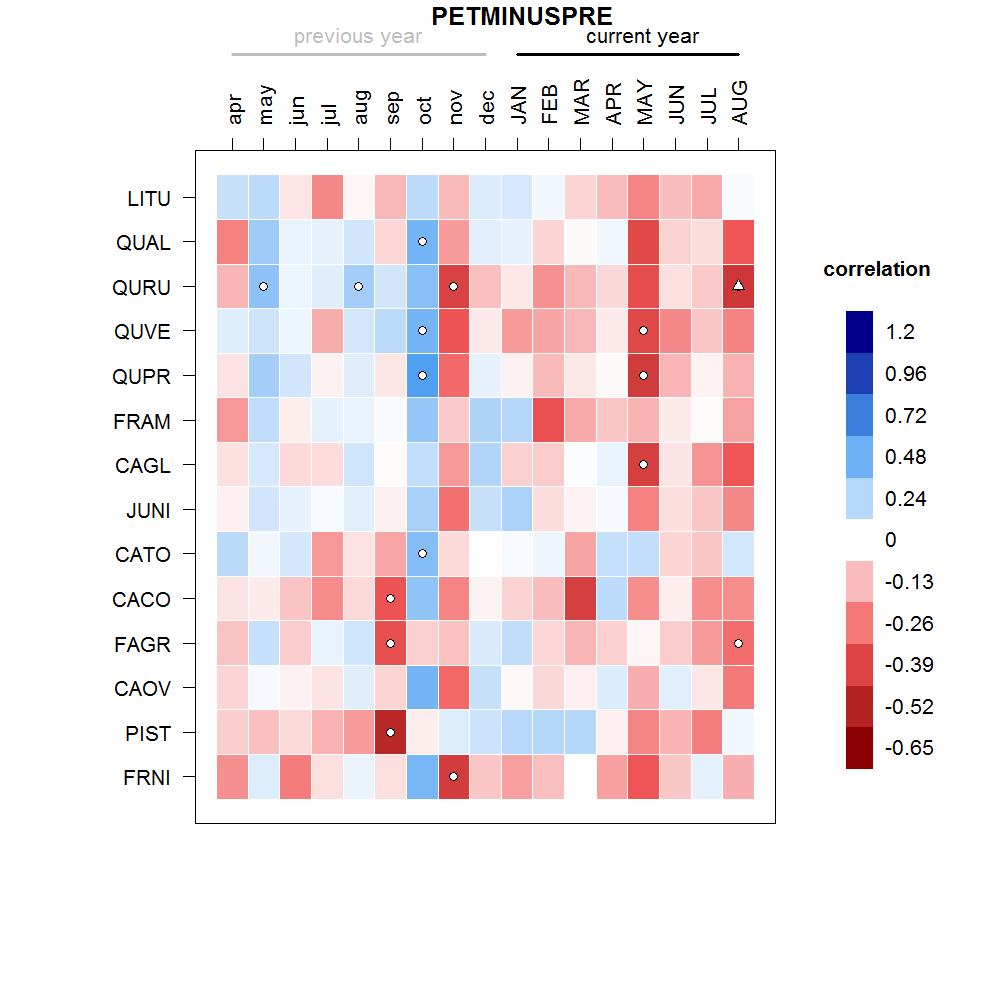 PETMINUSPRE
previous year current year
apr may jun jul aug sep oct nov dec JAN FEB MAR APR MAY JUN JUL AUG
LITU
QUAL
QURU
QUVE
QUPR
FRAM
CAGL
JUNI
CATO
CACO
FAGR
CAOV
PIST
FRNI
correlation
1.2
0.96
0.72
0.48
0.24
0
-0.13
-0.26
-0.39
-0.52
-0.65